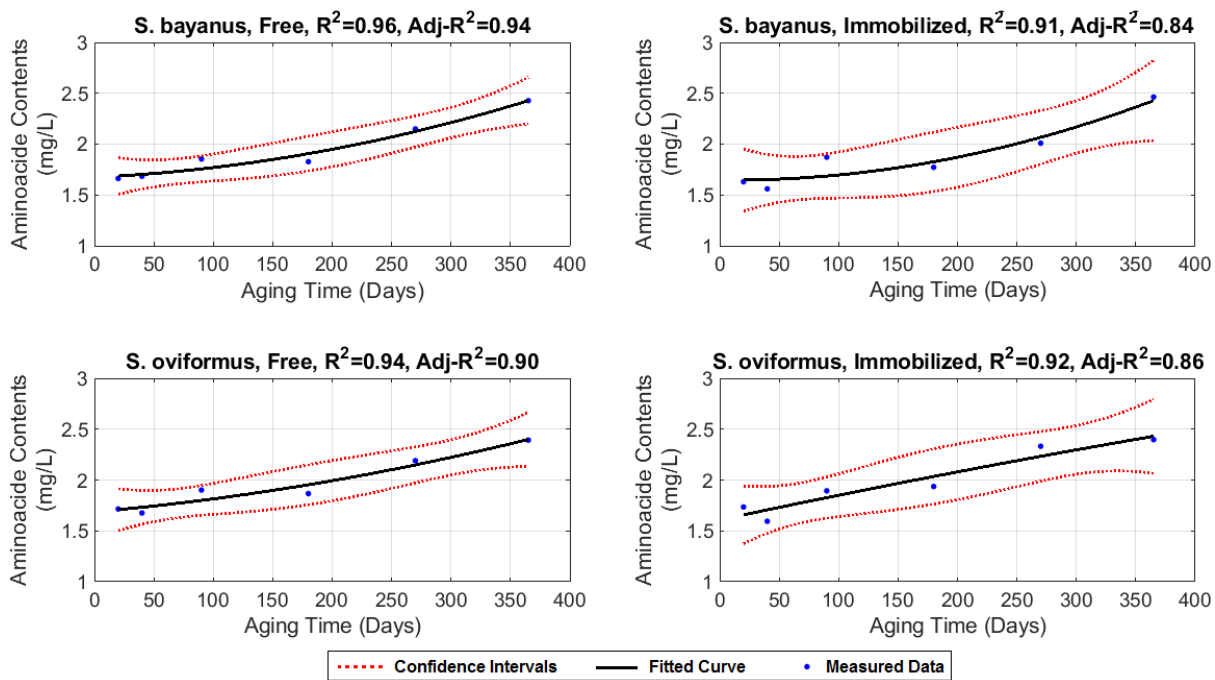 S. bayanus, Free, R²=0.96, Adj-R²=0.94
3
2.5
2
1.5
1
Aminoacide Contents
(mg/L)
0 50 100 150 200 250 300 350 400
Aging Time (Days)
S. bayanus, Immobilized, R²=0.91, Adj-R²=0.84
3
2.5
2
1.5
1
Aminoacide Contents
(mg/L)
0 50 100 150 200 250 300 350 400
Aging Time (Days)
S. oviformus, Free, R²=0.94, Adj-R²=0.90
3
2.5
2
1.5
1
Aminoacide Contents
(mg/L)
0 50 100 150 200 250 300 350 400
Aging Time (Days)
S. oviformus, Immobilized, R²=0.92, Adj-R²=0.86
3
2.5
2
1.5
1
Aminoacide Contents
(mg/L)
0 50 100 150 200 250 300 350 400
Aging Time (Days)
Confidence Intervals Fitted Curve Measured Data